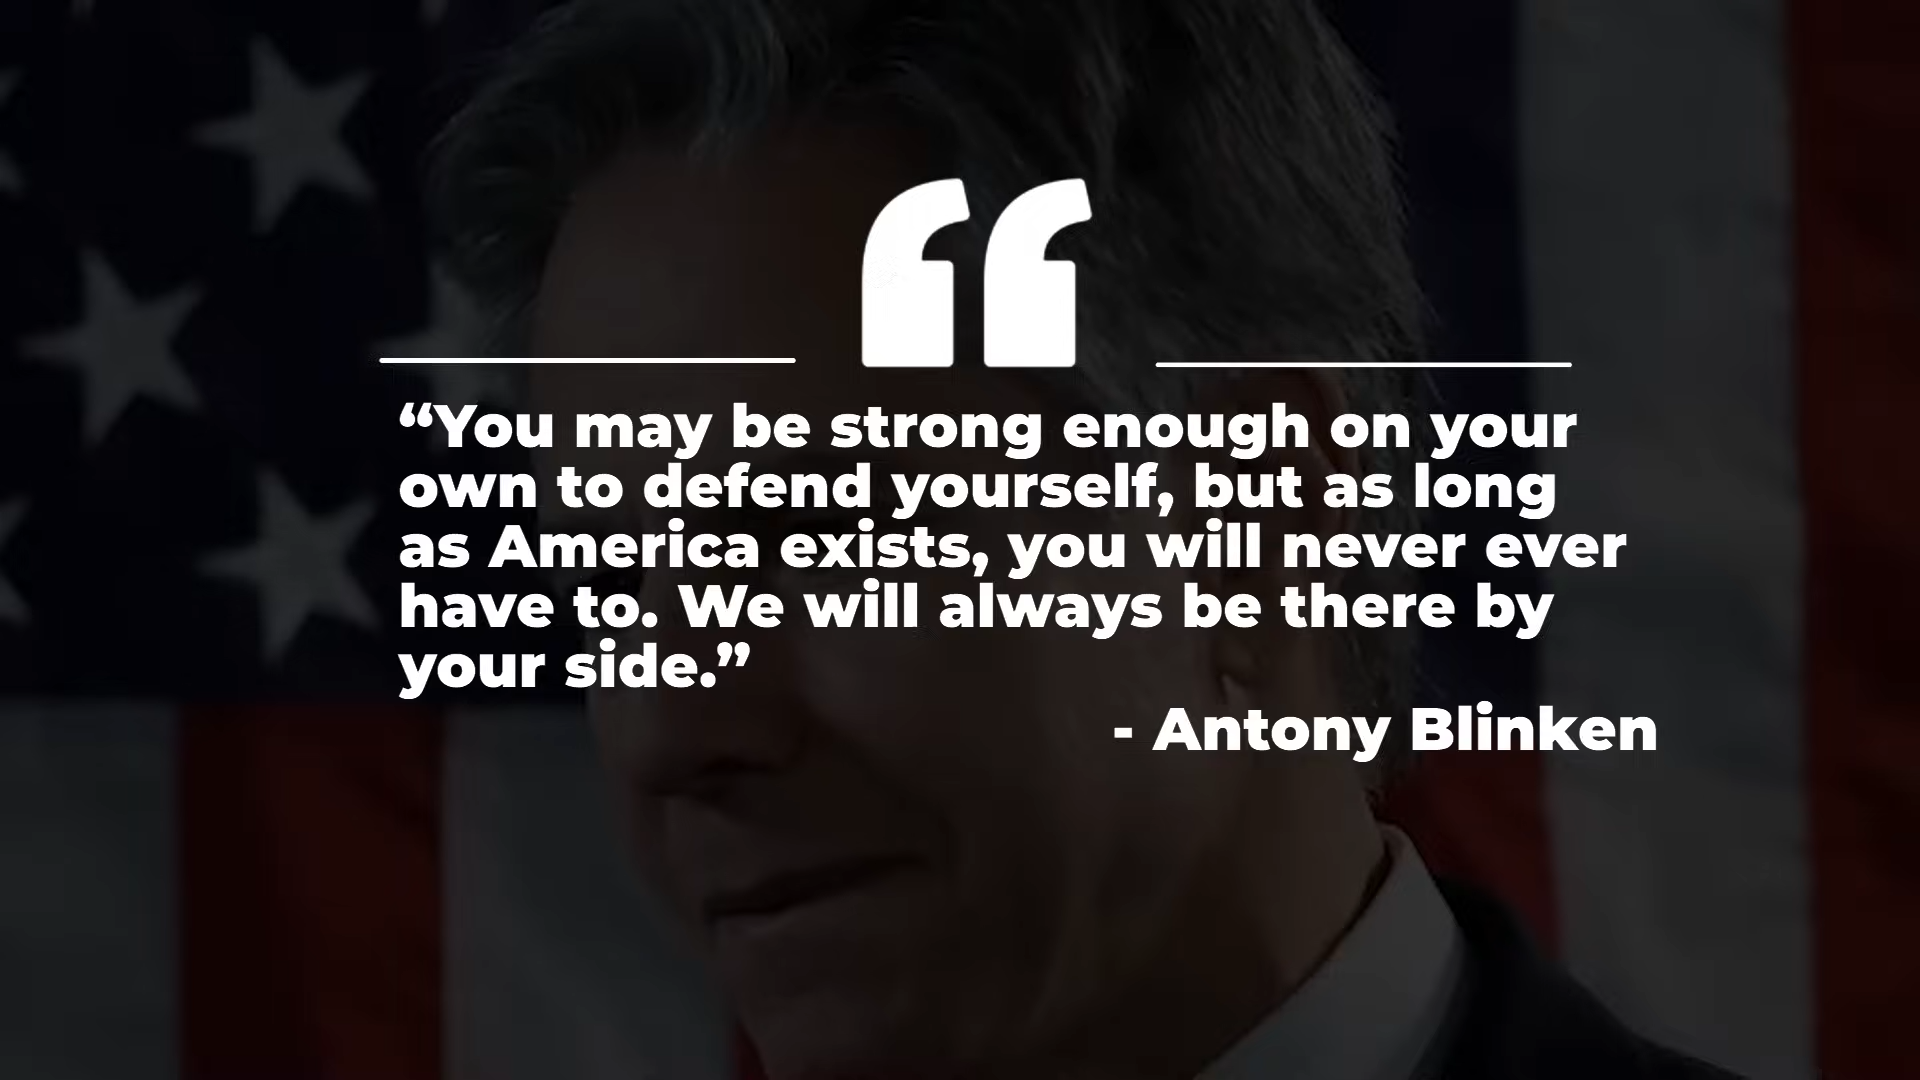 “You may be strong enough on your
own to defend yourself, but as long
as America exists, you will never ever
have to. We will always be there by
your side.”
- Antony Blinken